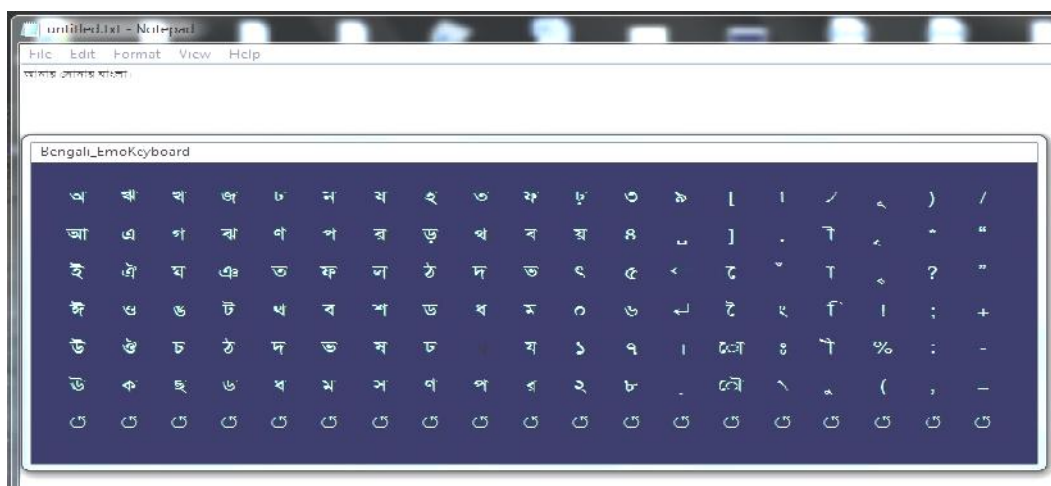 untitled.txt - Notepad
File Edit Format View Help
আমার সোনার বাংলা।
Bengali_EmoKeyboard
অ ঋ খ জ ঢ ন য হ ত ফ ঢ় ৩ ৯ [ । ) /
আ এ গ ঝ ণ প র ড় থ ব য় ৪ ␣ ] . ী “
ই ঐ ঘ ঞ ত ফ ল ঠ দ ভ ৎ ৫ < ে ? ”
ঈ ও ঙ ট থ ব শ ড ধ ম ০ ৬ ↵ ৈ ! ; +
উ ঔ চ ঠ দ ভ ষ ঢ য ১ ৭ । ো ঃ ী % : -
ঊ ক ছ ড ধ ম স ণ প র ২ ৮ . ৌ \ ( , –